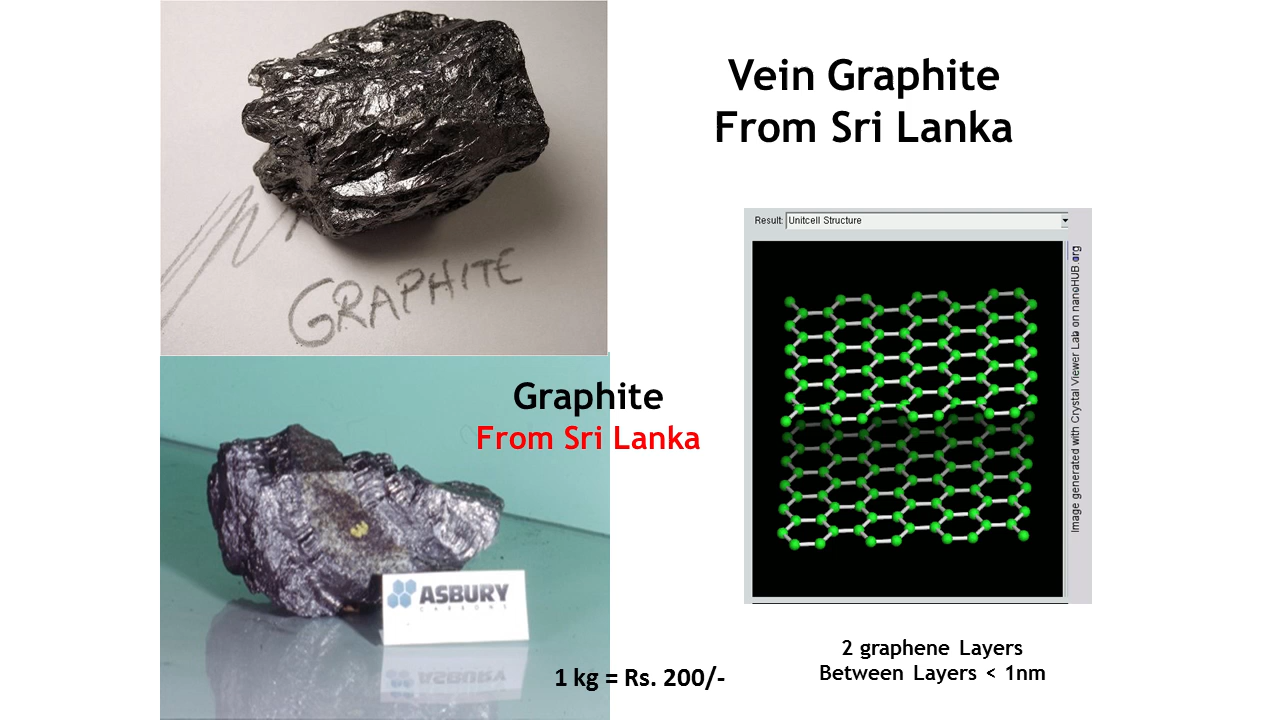 Vein Graphite
From Sri Lanka
GRAPHITE
Result: Unitcell Structure
Image generated with Crystal Viewer Lab on nanoHUB.org
Graphite
From Sri Lanka
ASBURY
CARBONS
2 graphene Layers
Between Layers < 1nm
1 kg = Rs. 200/-